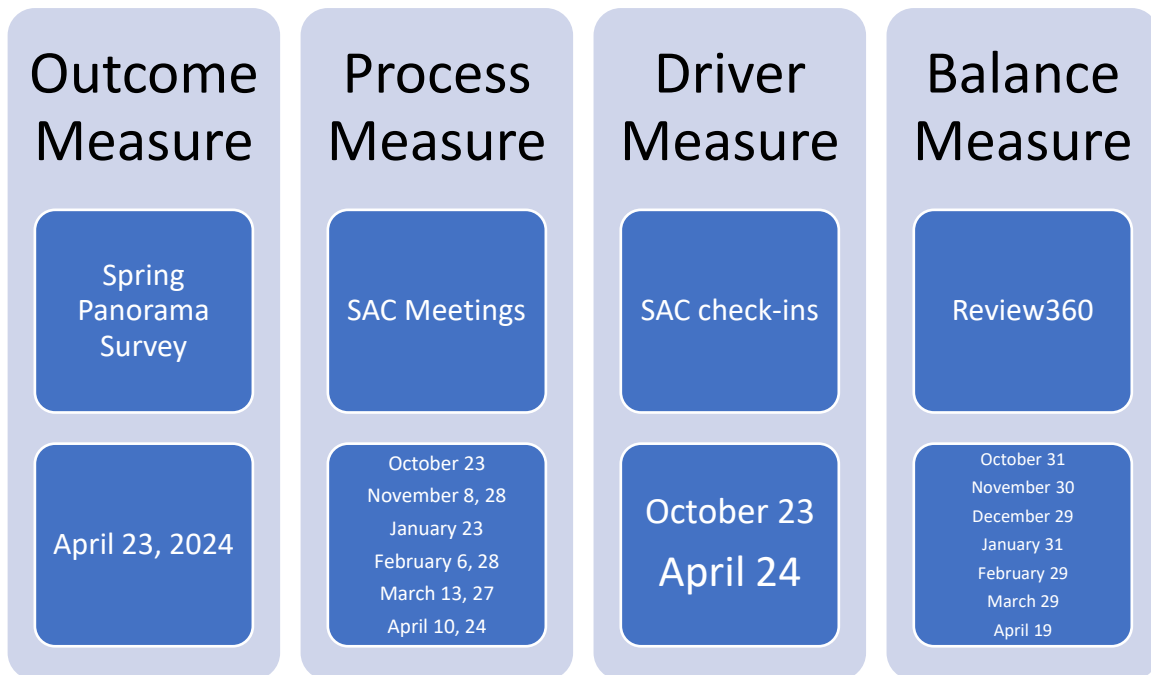 Outcome
Measure
Spring
Panorama
Survey
April 23, 2024
Process
Measure
SAC Meetings
October 23
November 8, 28
January 23
February 6, 28
March 13, 27
April 10, 24
Driver
Measure
SAC check-ins
October 23
April 24
Balance
Measure
Review360
October 31
November 30
December 29
January 31
February 29
March 29
April 19